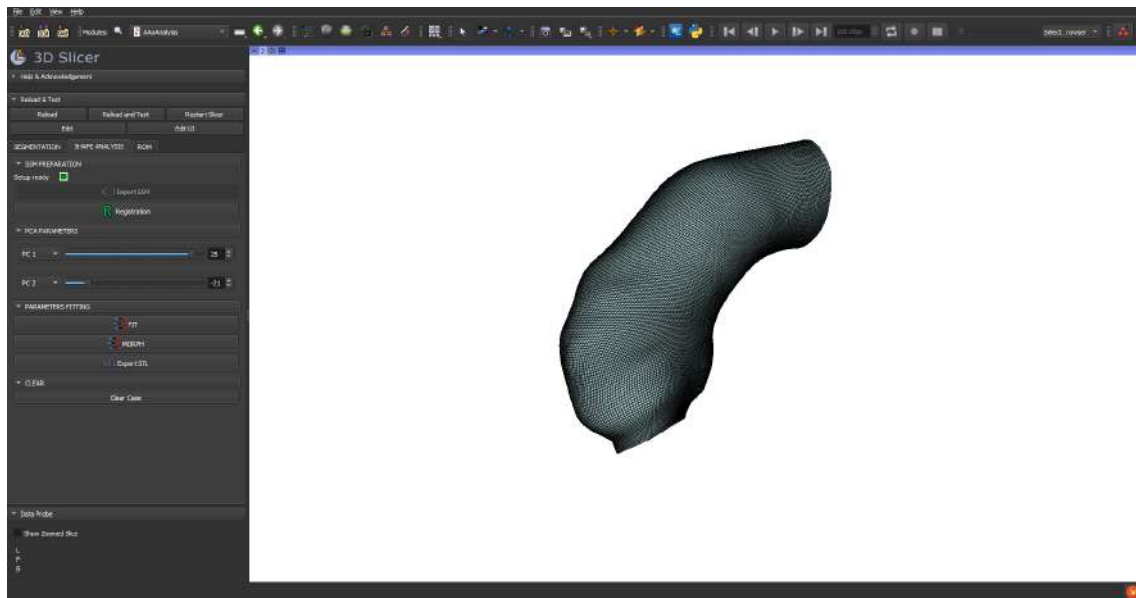 File Edit View Help
Modules:
3D Slicer
Help & Acknowledgement
Reload & Test
Reload Reload and Test Restart Slicer
Edit Edit UI
SEGMENTATION SHAPE ANALYSIS ROM
SSM PREPARATION
Setup ready
Import SSM
Registration
PCA PARAMETERS
PC 1
PC 2 -21
PARAMETERS FITTING
FIT
MORPH
Export STL
CLEAR
Clear Case
Data Probe
Show Zoomed Slice
L
F
S